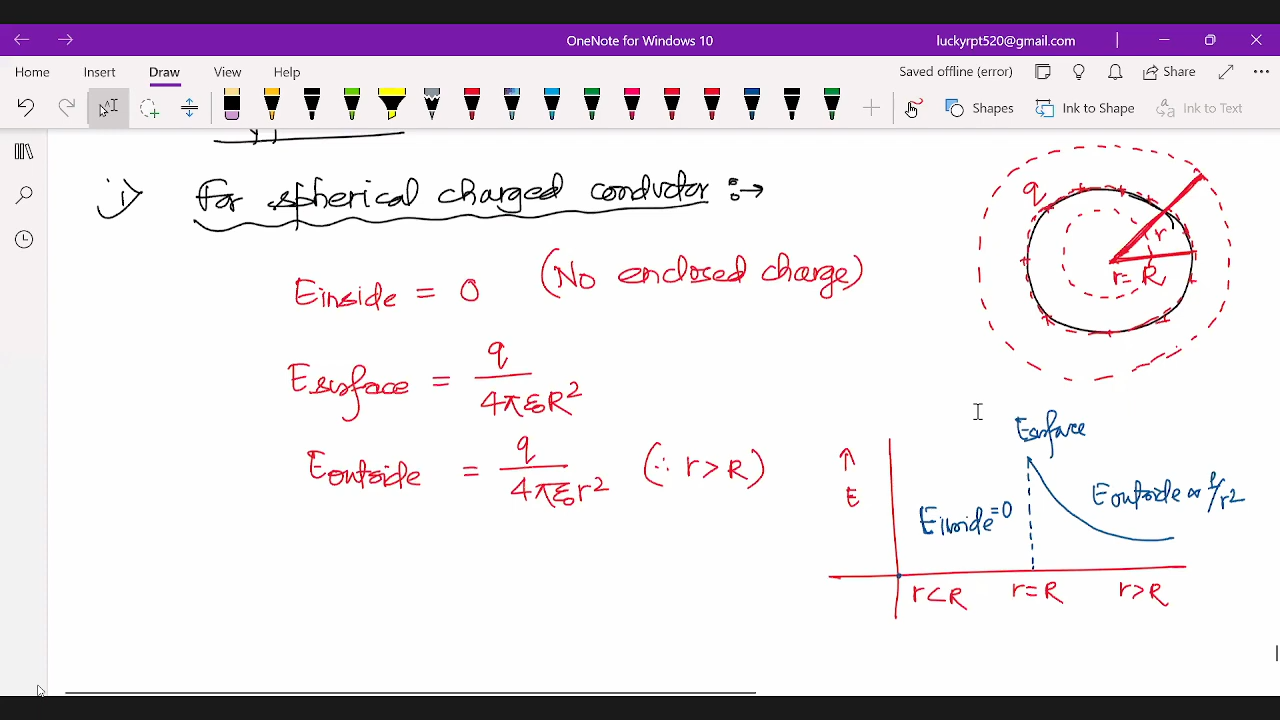 OneNote for Windows 10
luckyrpt520@gmail.com
Home Insert Draw View Help
Saved offline (error)
Share
Shapes
Ink to Shape
Ink to Text
i) For spherical charged conductor :→
Einside = 0 (No enclosed charge)
Esurface = q / 4πε0R²
Eoutside = q / 4πε0r² (∴ r>R)
q
r
r= R
Esurface
↑
E
Einside=0
Eoutside ∝ 1/r²
r<R r=R r>R